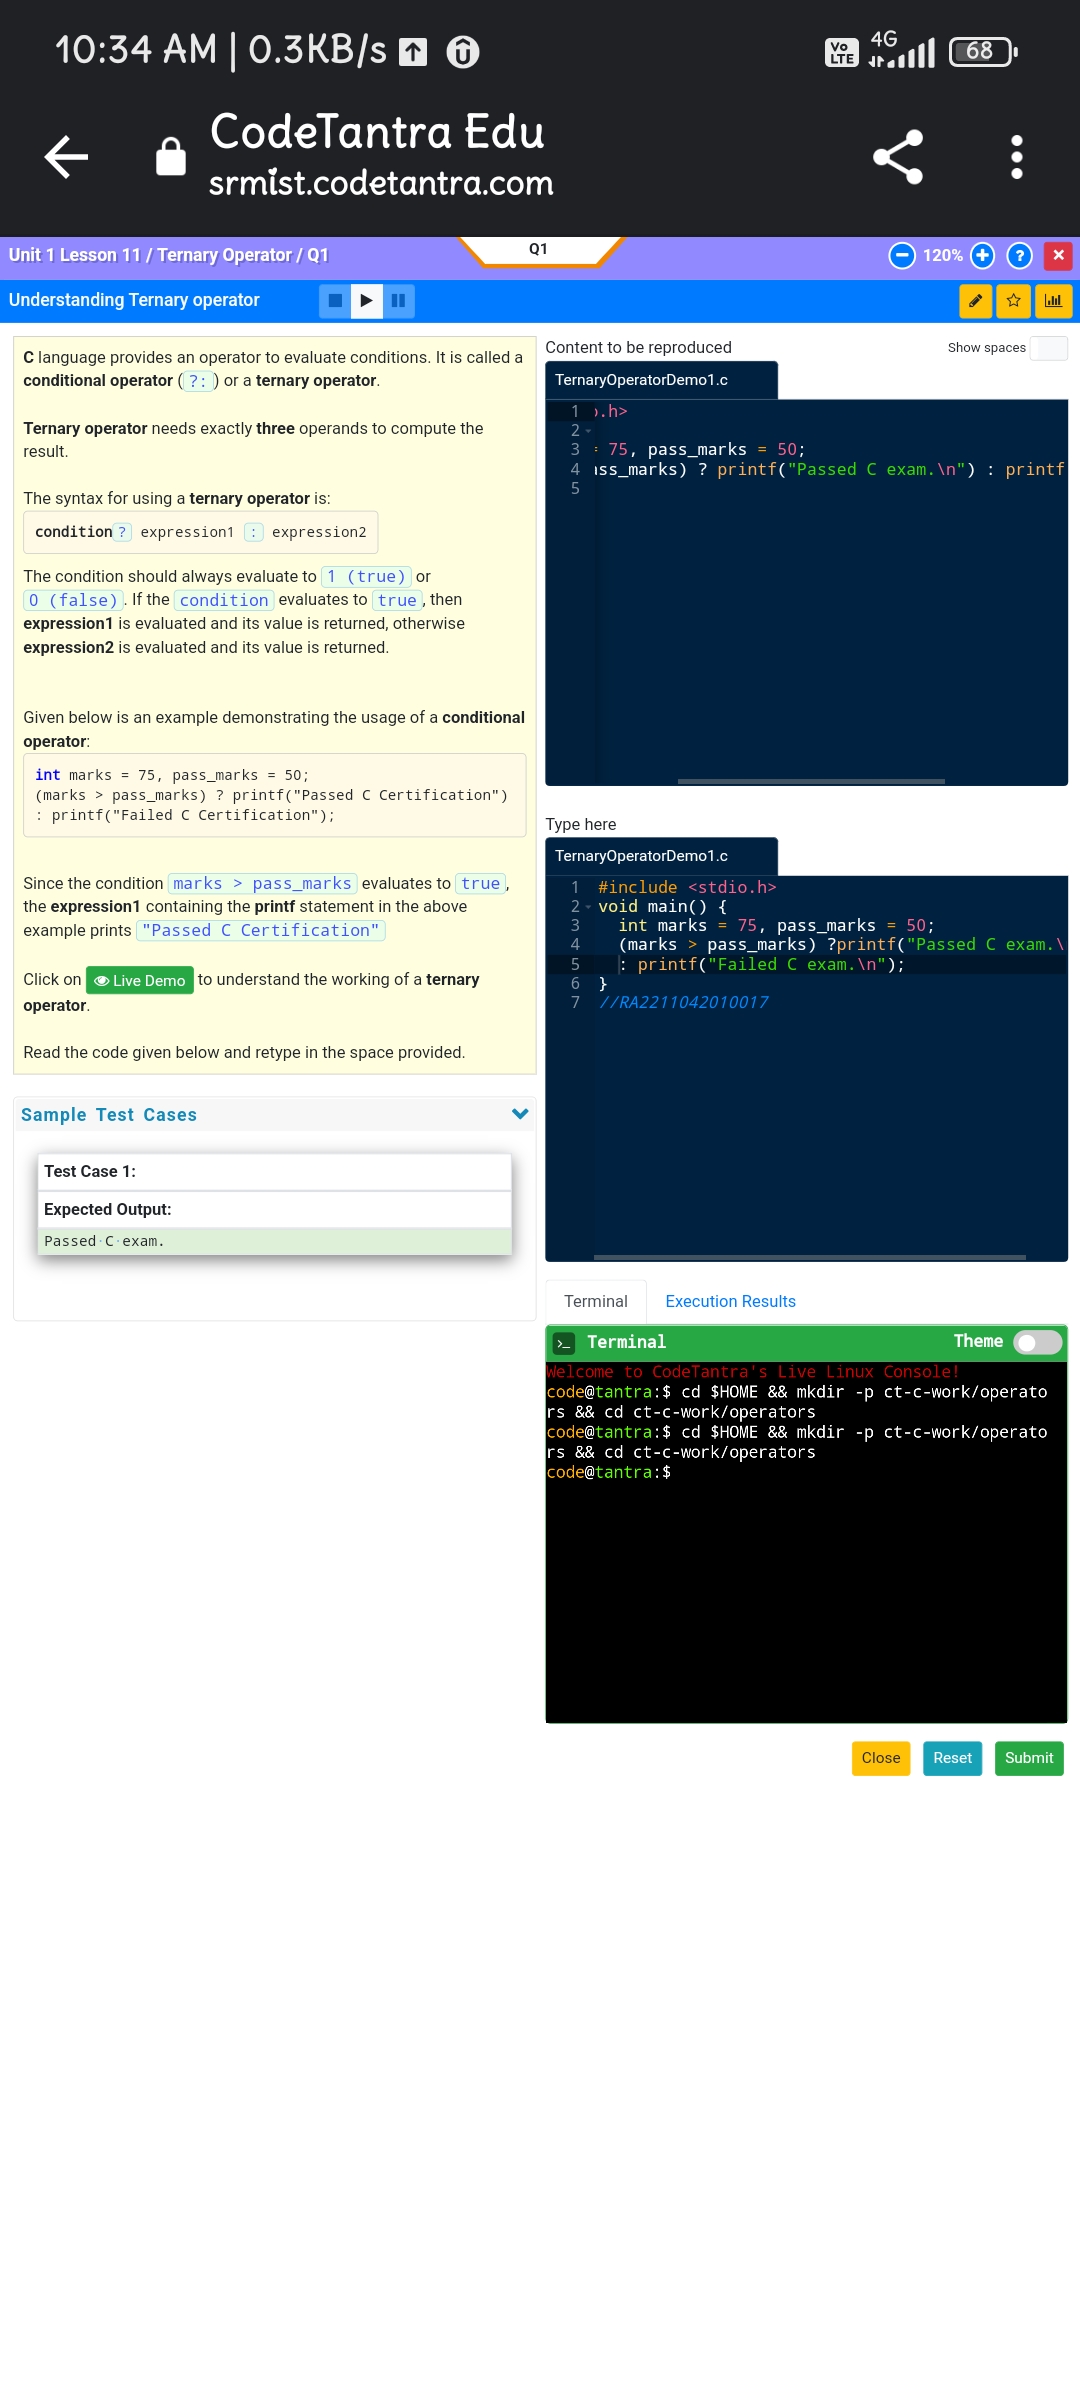 10:34 AM | 0.3KB/s
Vo LTE 4G 68
CodeTantra Edu
srmist.codetantra.com
Unit 1 Lesson 11 / Ternary Operator / Q1
Q1
120%
Understanding Ternary operator
C language provides an operator to evaluate conditions. It is called a
conditional operator (?:) or a ternary operator.
Ternary operator needs exactly three operands to compute the
result.
The syntax for using a ternary operator is:
condition? expression1 : expression2
The condition should always evaluate to 1 (true) or
0 (false). If the condition evaluates to true, then
expression1 is evaluated and its value is returned, otherwise
expression2 is evaluated and its value is returned.
Given below is an example demonstrating the usage of a conditional
operator:
int marks = 75, pass_marks = 50;
(marks > pass_marks) ? printf("Passed C Certification")
: printf("Failed C Certification");
Since the condition marks > pass_marks evaluates to true,
the expression1 containing the printf statement in the above
example prints "Passed C Certification"
Click on Live Demo to understand the working of a ternary
operator.
Read the code given below and retype in the space provided.
Sample Test Cases
Test Case 1:
Expected Output:
Passed·C·exam.
Content to be reproduced
Show spaces
TernaryOperatorDemo1.c
1 .h>
2
3 = 75, pass_marks = 50;
4 ass_marks) ? printf("Passed C exam.\n") : printf
5
Type here
TernaryOperatorDemo1.c
1 #include <stdio.h>
2 void main() {
3 int marks = 75, pass_marks = 50;
4 (marks > pass_marks) ?printf("Passed C exam.\
5 : printf("Failed C exam.\n");
6 }
7 //RA2211042010017
Terminal
Execution Results
Terminal
Theme
Welcome to CodeTantra's Live Linux Console!
code@tantra:$ cd $HOME && mkdir -p ct-c-work/operato
rs && cd ct-c-work/operators
code@tantra:$ cd $HOME && mkdir -p ct-c-work/operato
rs && cd ct-c-work/operators
code@tantra:$
Close
Reset
Submit